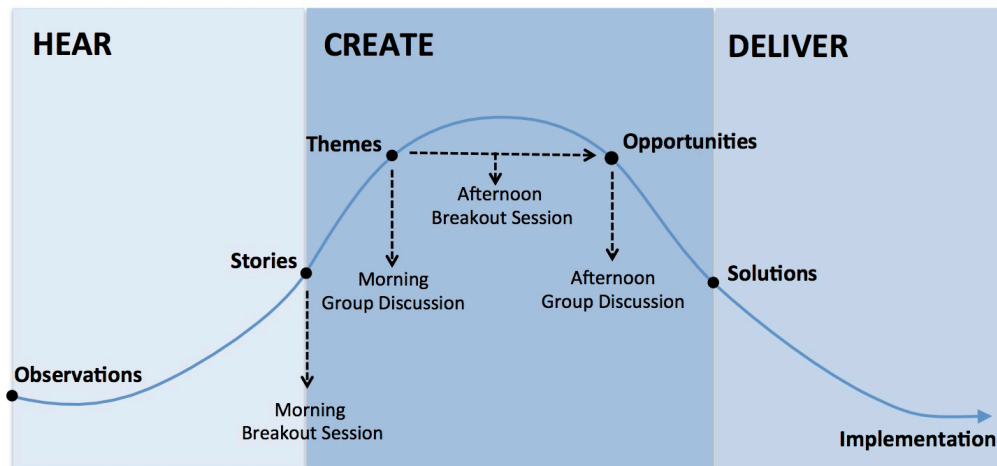 HEAR
CREATE
DELIVER
Themes
Opportunities
Afternoon
Breakout Session
Stories
Morning
Group Discussion
Afternoon
Group Discussion
Solutions
Observations
Morning
Breakout Session
Implementation